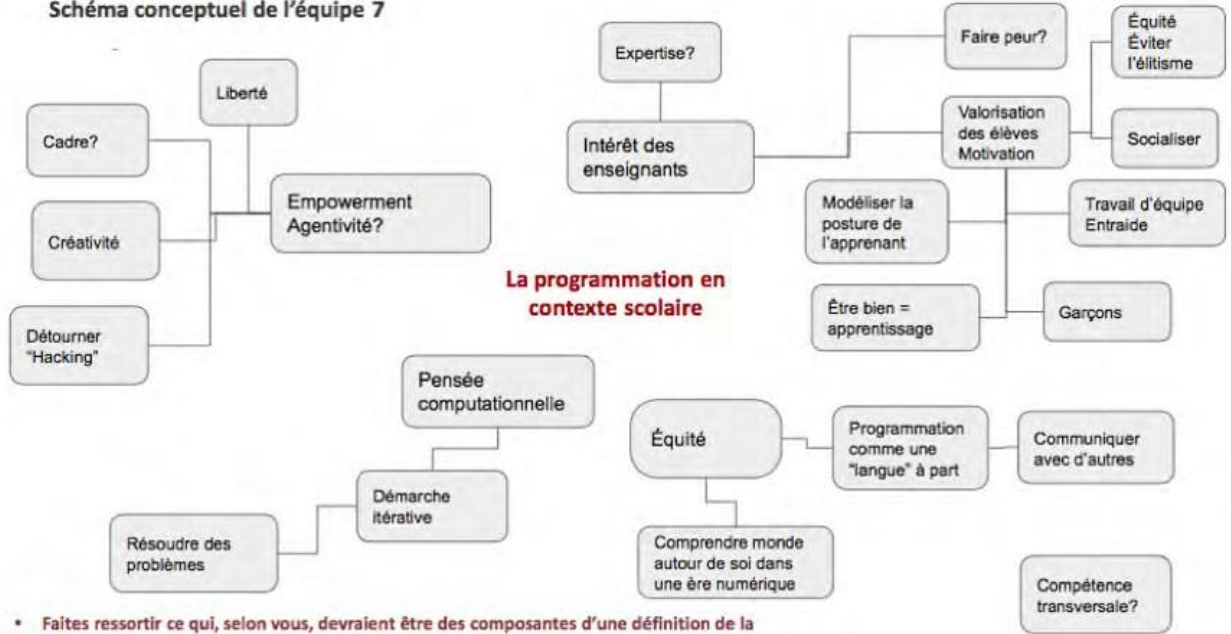 Schéma conceptuel de l'équipe 7
Liberté
Cadre?
Créativité
Détourner
"Hacking"
Empowerment
Agentivité?
Expertise?
Intérêt des
enseignants
Faire peur?
Valorisation
des élèves
Motivation
Équité
Éviter
l'élitisme
Socialiser
Modéliser la
posture de
l'apprenant
Travail d'équipe
Entraide
Être bien =
apprentissage
Garçons
La programmation en
contexte scolaire
Pensée
computationnelle
Démarche
itérative
Résoudre des
problèmes
Équité
Programmation
comme une
"langue" à part
Communiquer
avec d'autres
Comprendre monde
autour de soi dans
une ère numérique
Compétence
transversale?
• Faites ressortir ce qui, selon vous, devraient être des composantes d'une définition de la